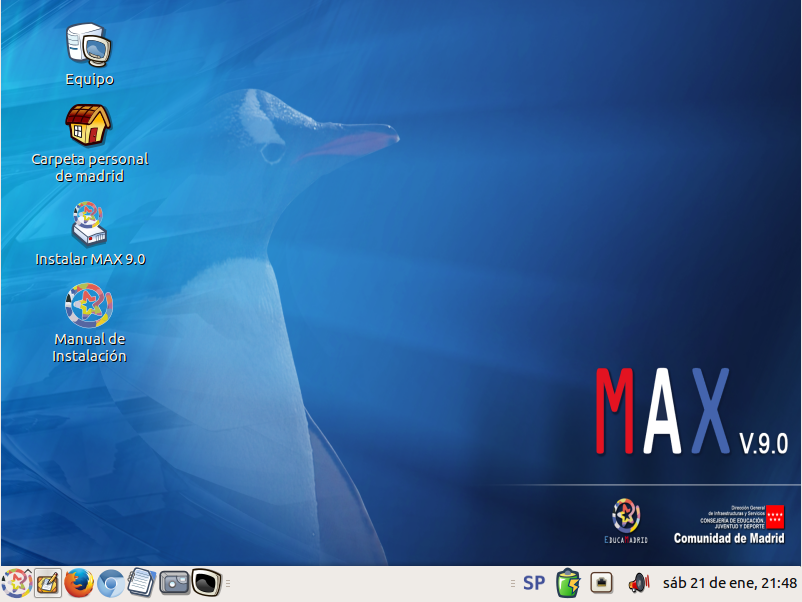 Equipo
Carpeta personal
de madrid
Instalar MAX 9.0
Manual de
Instalación
MAX V.9.0
EDUCAMADRID
Dirección General
de Infraestructuras y Servicios
CONSEJERÍA DE EDUCACIÓN,
JUVENTUD Y DEPORTE
Comunidad de Madrid
SP
sáb 21 de ene, 21:48